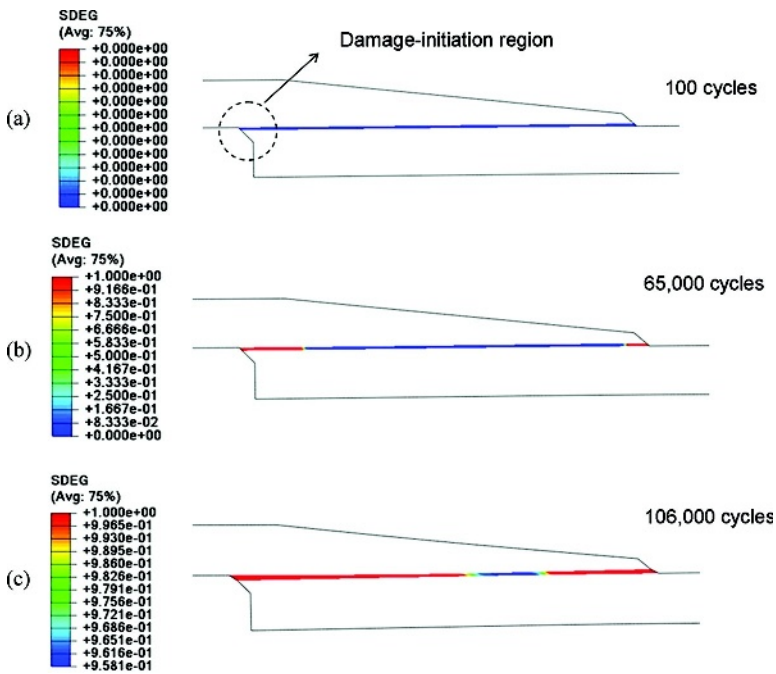 SDEG
(Avg: 75%)
+0.000e+00
+0.000e+00
+0.000e+00
+0.000e+00
+0.000e+00
+0.000e+00
+0.000e+00
+0.000e+00
+0.000e+00
+0.000e+00
+0.000e+00
+0.000e+00
+0.000e+00
Damage-initiation region
100 cycles
(a)
SDEG
(Avg: 75%)
+1.000e+00
+9.166e-01
+8.333e-01
+7.500e-01
+6.666e-01
+5.833e-01
+5.000e-01
+4.167e-01
+3.333e-01
+2.500e-01
+1.667e-01
+8.333e-02
+0.000e+00
65,000 cycles
(b)
SDEG
(Avg: 75%)
+1.000e+00
+9.965e-01
+9.930e-01
+9.895e-01
+9.860e-01
+9.826e-01
+9.791e-01
+9.756e-01
+9.721e-01
+9.686e-01
+9.651e-01
+9.616e-01
+9.581e-01
106,000 cycles
(c)